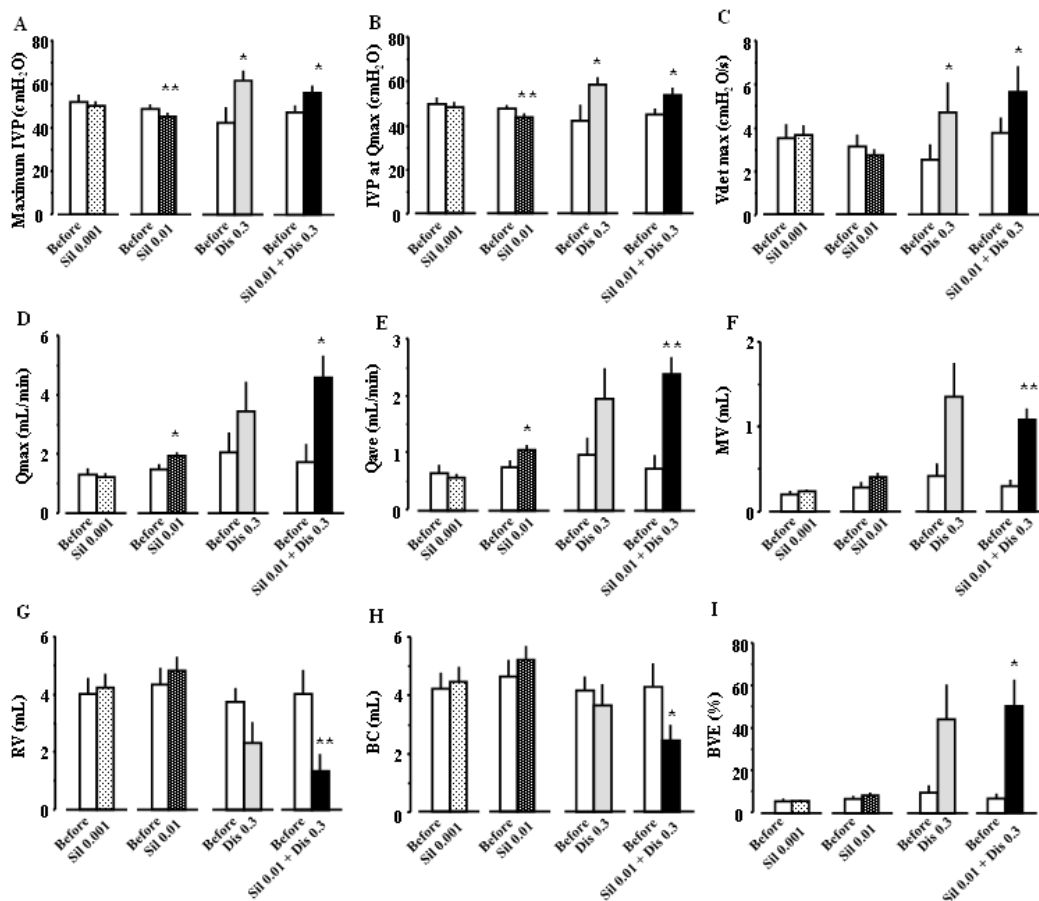 A
Maximum IVP (cmH2O)
80
60
40
20
0
**
*
*
Before
Sil 0.001
Before
Sil 0.01
Before
Dis 0.3
Before
Sil 0.01 + Dis 0.3
B
IVP at Qmax (cmH2O)
80
60
40
20
0
**
*
*
Before
Sil 0.001
Before
Sil 0.01
Before
Dis 0.3
Before
Sil 0.01 + Dis 0.3
C
Vdet max (cmH2O/s)
8
6
4
2
0
*
*
Before
Sil 0.001
Before
Sil 0.01
Before
Dis 0.3
Before
Sil 0.01 + Dis 0.3
D
Qmax (mL/min)
6
4
2
0
*
*
Before
Sil 0.001
Before
Sil 0.01
Before
Dis 0.3
Before
Sil 0.01 + Dis 0.3
E
Qave (mL/min)
3
2
1
0
*
**
Before
Sil 0.001
Before
Sil 0.01
Before
Dis 0.3
Before
Sil 0.01 + Dis 0.3
F
MV (mL)
2
1
0
**
Before
Sil 0.001
Before
Sil 0.01
Before
Dis 0.3
Before
Sil 0.01 + Dis 0.3
G
RV (mL)
6
4
2
0
**
Before
Sil 0.001
Before
Sil 0.01
Before
Dis 0.3
Before
Sil 0.01 + Dis 0.3
H
BC (mL)
6
4
2
0
*
Before
Sil 0.001
Before
Sil 0.01
Before
Dis 0.3
Before
Sil 0.01 + Dis 0.3
I
BVE (%)
80
60
40
20
0
*
Before
Sil 0.001
Before
Sil 0.01
Before
Dis 0.3
Before
Sil 0.01 + Dis 0.3